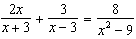 2x/(x + 3) + 3/(x − 3) = 8/(x² − 9)